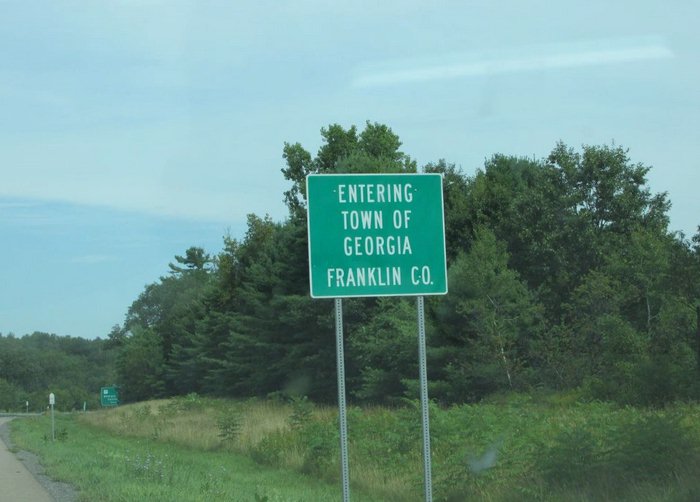 ENTERING
TOWN OF
GEORGIA
FRANKLIN CO.